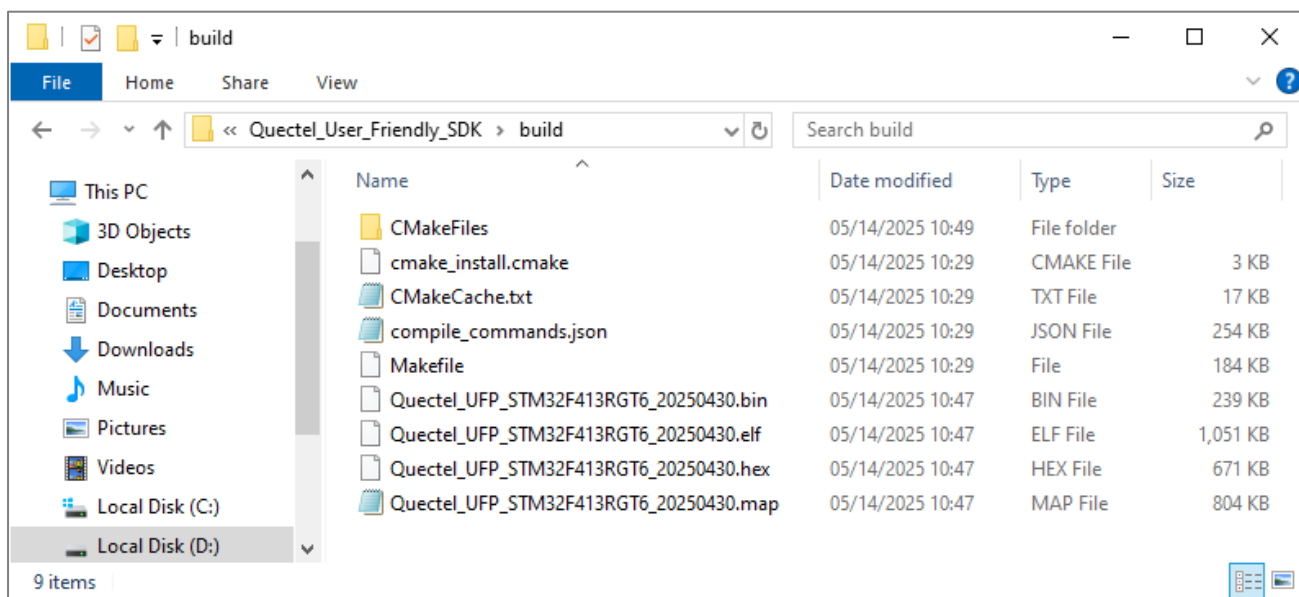 build
File Home Share View
« Quectel_User_Friendly_SDK > build Search build
Name Date modified Type Size
This PC
3D Objects
Desktop
Documents
Downloads
Music
Pictures
Videos
Local Disk (C:)
Local Disk (D:)
CMakeFiles 05/14/2025 10:49 File folder
cmake_install.cmake 05/14/2025 10:29 CMAKE File 3 KB
CMakeCache.txt 05/14/2025 10:29 TXT File 17 KB
compile_commands.json 05/14/2025 10:29 JSON File 254 KB
Makefile 05/14/2025 10:29 File 184 KB
Quectel_UFP_STM32F413RGT6_20250430.bin 05/14/2025 10:47 BIN File 239 KB
Quectel_UFP_STM32F413RGT6_20250430.elf 05/14/2025 10:47 ELF File 1,051 KB
Quectel_UFP_STM32F413RGT6_20250430.hex 05/14/2025 10:47 HEX File 671 KB
Quectel_UFP_STM32F413RGT6_20250430.map 05/14/2025 10:47 MAP File 804 KB
9 items